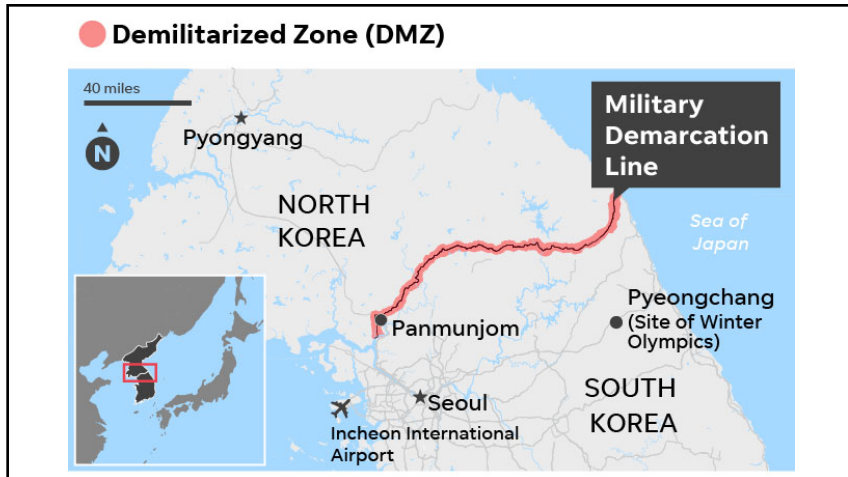 Demilitarized Zone (DMZ)
40 miles
N
Pyongyang
Military
Demarcation
Line
NORTH
KOREA
Sea of
Japan
Panmunjom
Pyeongchang
(Site of Winter
Olympics)
Seoul
SOUTH
KOREA
Incheon International
Airport